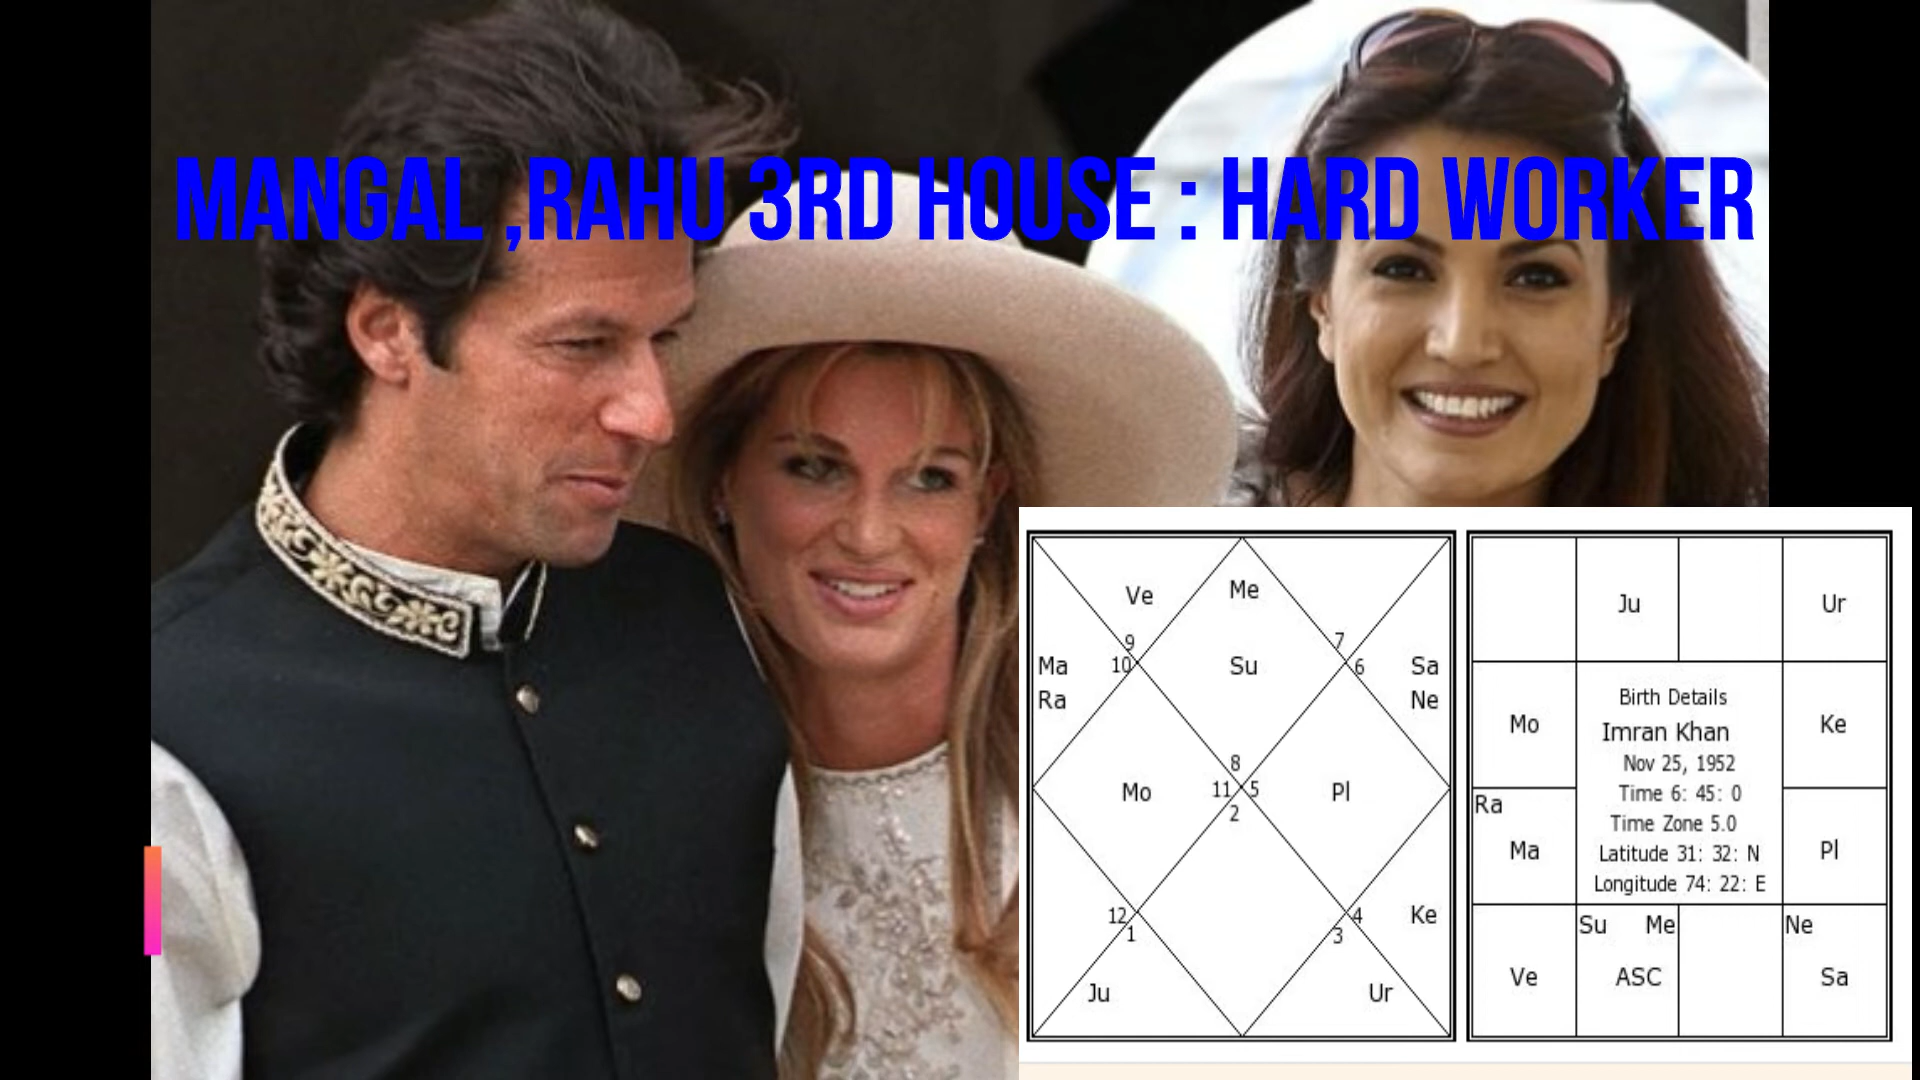 MANGAL ,RAHU 3RD HOUSE : HARD WORKER
Ve
Me
9
7
Ma
10
Su
6
Sa
Ra
Ne
8
Mo
11
5
Pl
2
12
4
Ke
1
3
Ju
Ur
Ju
Ur
Mo
Birth Details
Imran Khan
Nov 25, 1952
Time 6: 45: 0
Time Zone 5.0
Latitude 31: 32: N
Longitude 74: 22: E
Ke
Ra
Ma
Pl
Ve
Su Me
ASC
Ne
Sa